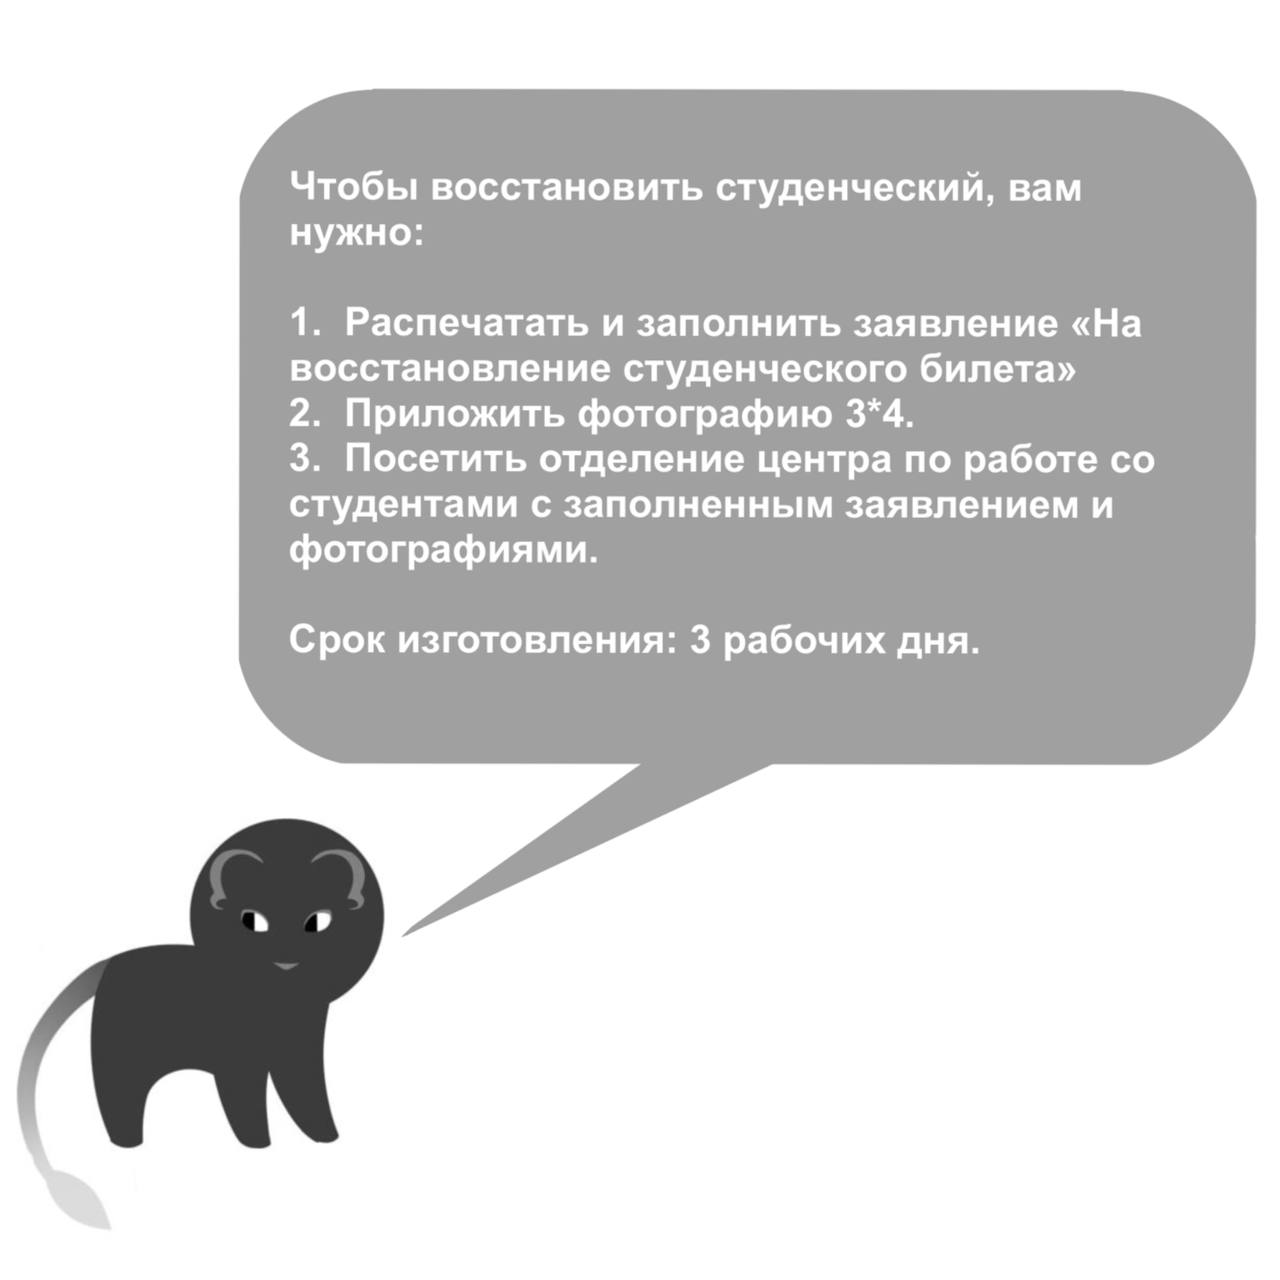 Чтобы восстановить студенческий, вам
нужно:
1. Распечатать и заполнить заявление «На
восстановление студенческого билета»
2. Приложить фотографию 3*4.
3. Посетить отделение центра по работе со
студентами с заполненным заявлением и
фотографиями.
Срок изготовления: 3 рабочих дня.